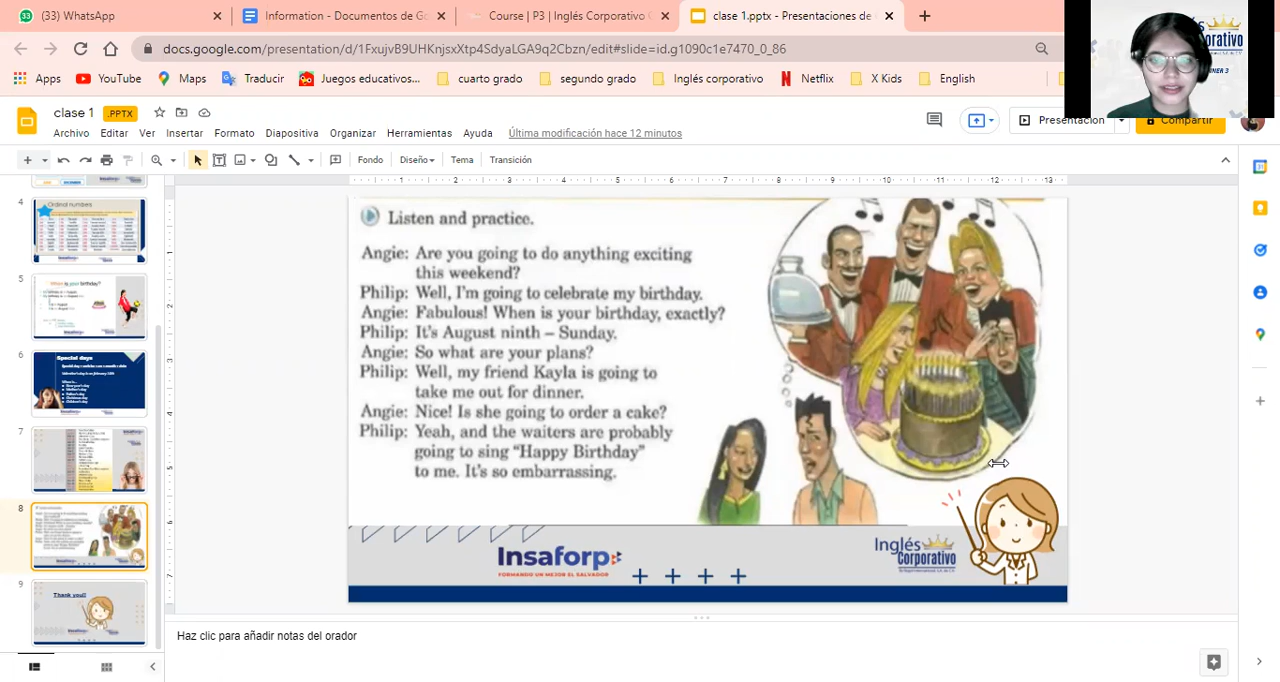 (33) WhatsApp
Information - Documentos de G
Course | P3 | Inglés Corporativo
clase 1.pptx - Presentaciones de
docs.google.com/presentation/d/1FxujvB9UHKnjsxXtp4SdyaLGA9q2Cbzn/edit#slide=id.g1090c1e7470_0_86
Apps
YouTube
Maps
Traducir
Juegos educativos...
cuarto grado
segundo grado
Inglés corporativo
Netflix
X Kids
English
clase 1
.PPTX
Presentación
Compartir
Archivo
Editar
Ver
Insertar
Formato
Diapositiva
Organizar
Herramientas
Ayuda
Última modificación hace 12 minutos
Fondo
Diseño
Tema
Transición
4
Ordinal numbers
5
When is your birthday?
6
Special days
7
8
9
Thank you!!
Listen and practice.
Angie: Are you going to do anything exciting
this weekend?
Philip: Well, I'm going to celebrate my birthday.
Angie: Fabulous! When is your birthday, exactly?
Philip: It's August ninth – Sunday.
Angie: So what are your plans?
Philip: Well, my friend Kayla is going to
take me out for dinner.
Angie: Nice! Is she going to order a cake?
Philip: Yeah, and the waiters are probably
going to sing “Happy Birthday”
to me. It's so embarrassing.
Insaforp
FORMANDO UN MEJOR EL SALVADOR
Inglés
Corporativo
Haz clic para añadir notas del orador